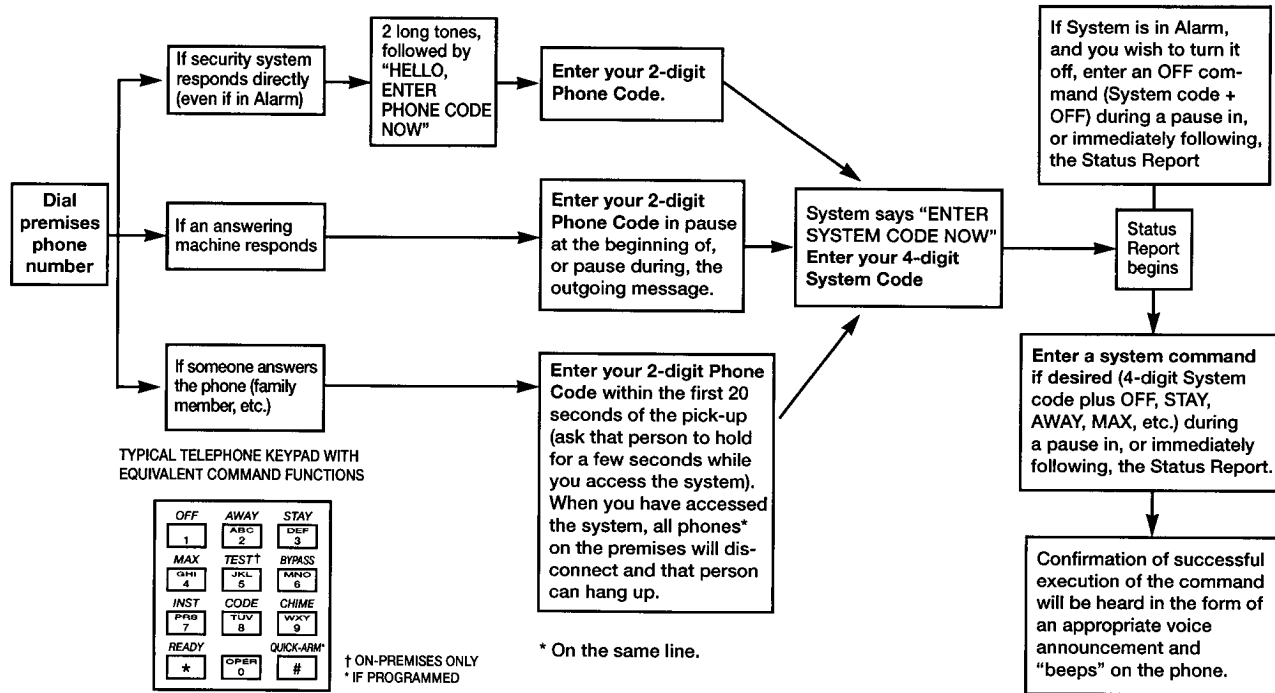 Dial
premises
phone
number
If security system
responds directly
(even if in Alarm)
2 long tones,
followed by
“HELLO,
ENTER
PHONE CODE
NOW”
Enter your 2-digit
Phone Code.
If an answering
machine responds
Enter your 2-digit
Phone Code in pause
at the beginning of,
or pause during, the
outgoing message.
If someone answers
the phone (family
member, etc.)
Enter your 2-digit Phone
Code within the first 20
seconds of the pick-up
(ask that person to hold
for a few seconds while
you access the system).
When you have accessed
the system, all phones*
on the premises will dis-
connect and that person
can hang up.
* On the same line.
System says “ENTER
SYSTEM CODE NOW”
Enter your 4-digit
System Code
If System is in Alarm,
and you wish to turn it
off, enter an OFF com-
mand (System code +
OFF) during a pause in,
or immediately following,
the Status Report
Status
Report
begins
Enter a system command
if desired (4-digit System
code plus OFF, STAY,
AWAY, MAX, etc.) during
a pause in, or immediately
following, the Status Report.
Confirmation of successful
execution of the command
will be heard in the form of
an appropriate voice
announcement and
“beeps” on the phone.
TYPICAL TELEPHONE KEYPAD WITH
EQUIVALENT COMMAND FUNCTIONS
OFF AWAY STAY
ABC DEF
1 2 3
MAX TEST† BYPASS
GHI JKL MNO
4 5 6
INST CODE CHIME
PRS TUV WXY
7 8 9
READY QUICK-ARM*
OPER
* 0 #
† ON-PREMISES ONLY
* IF PROGRAMMED